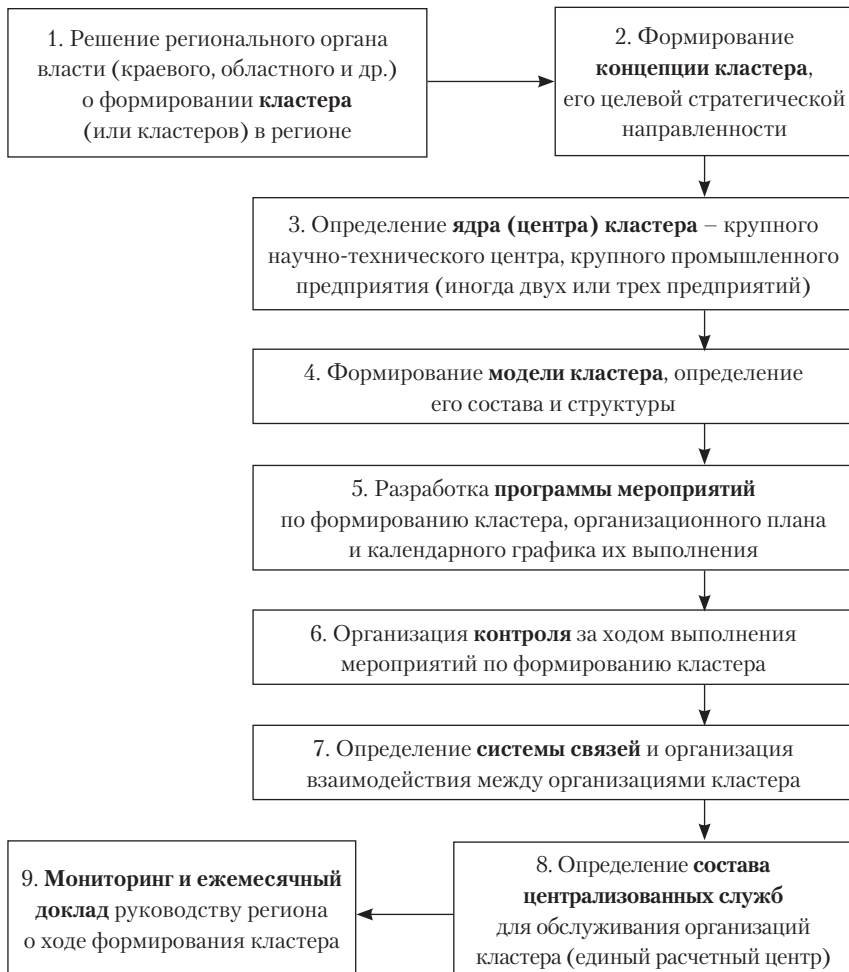 1. Решение регионального органа
власти (краевого, областного и др.)
о формировании кластера
(или кластеров) в регионе
2. Формирование
концепции кластера,
его целевой стратегической
направленности
3. Определение ядра (центра) кластера – крупного
научно-технического центра, крупного промышленного
предприятия (иногда двух или трех предприятий)
4. Формирование модели кластера, определение
его состава и структуры
5. Разработка программы мероприятий
по формированию кластера, организационного плана
и календарного графика их выполнения
6. Организация контроля за ходом выполнения
мероприятий по формированию кластера
7. Определение системы связей и организация
взаимодействия между организациями кластера
8. Определение состава
централизованных служб
для обслуживания организаций
кластера (единый расчетный центр)
9. Мониторинг и ежемесячный
доклад руководству региона
о ходе формирования кластера